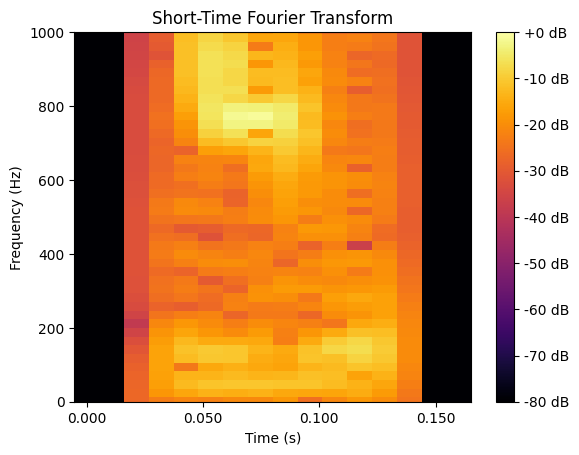 Short-Time Fourier Transform
1000
800
600
400
200
0
Frequency (Hz)
0.000
0.050
0.100
0.150
Time (s)
+0 dB
-10 dB
-20 dB
-30 dB
-40 dB
-50 dB
-60 dB
-70 dB
-80 dB